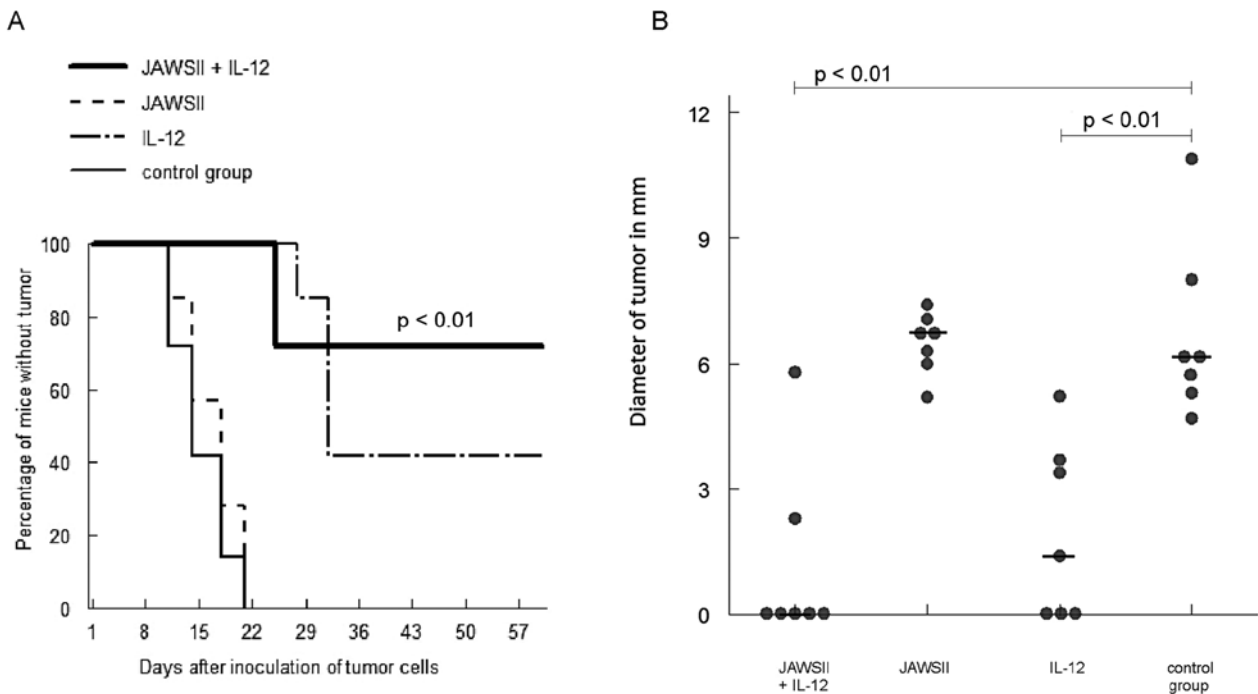 A
JAWSII + IL-12
JAWSII
IL-12
control group
Percentage of mice without tumor
100
80
60
40
20
0
p < 0.01
1 8 15 22 29 36 43 50 57
Days after inoculation of tumor cells
B
p < 0.01
p < 0.01
Diameter of tumor in mm
12
9
6
3
0
JAWSII
+ IL-12
JAWSII
IL-12
control
group